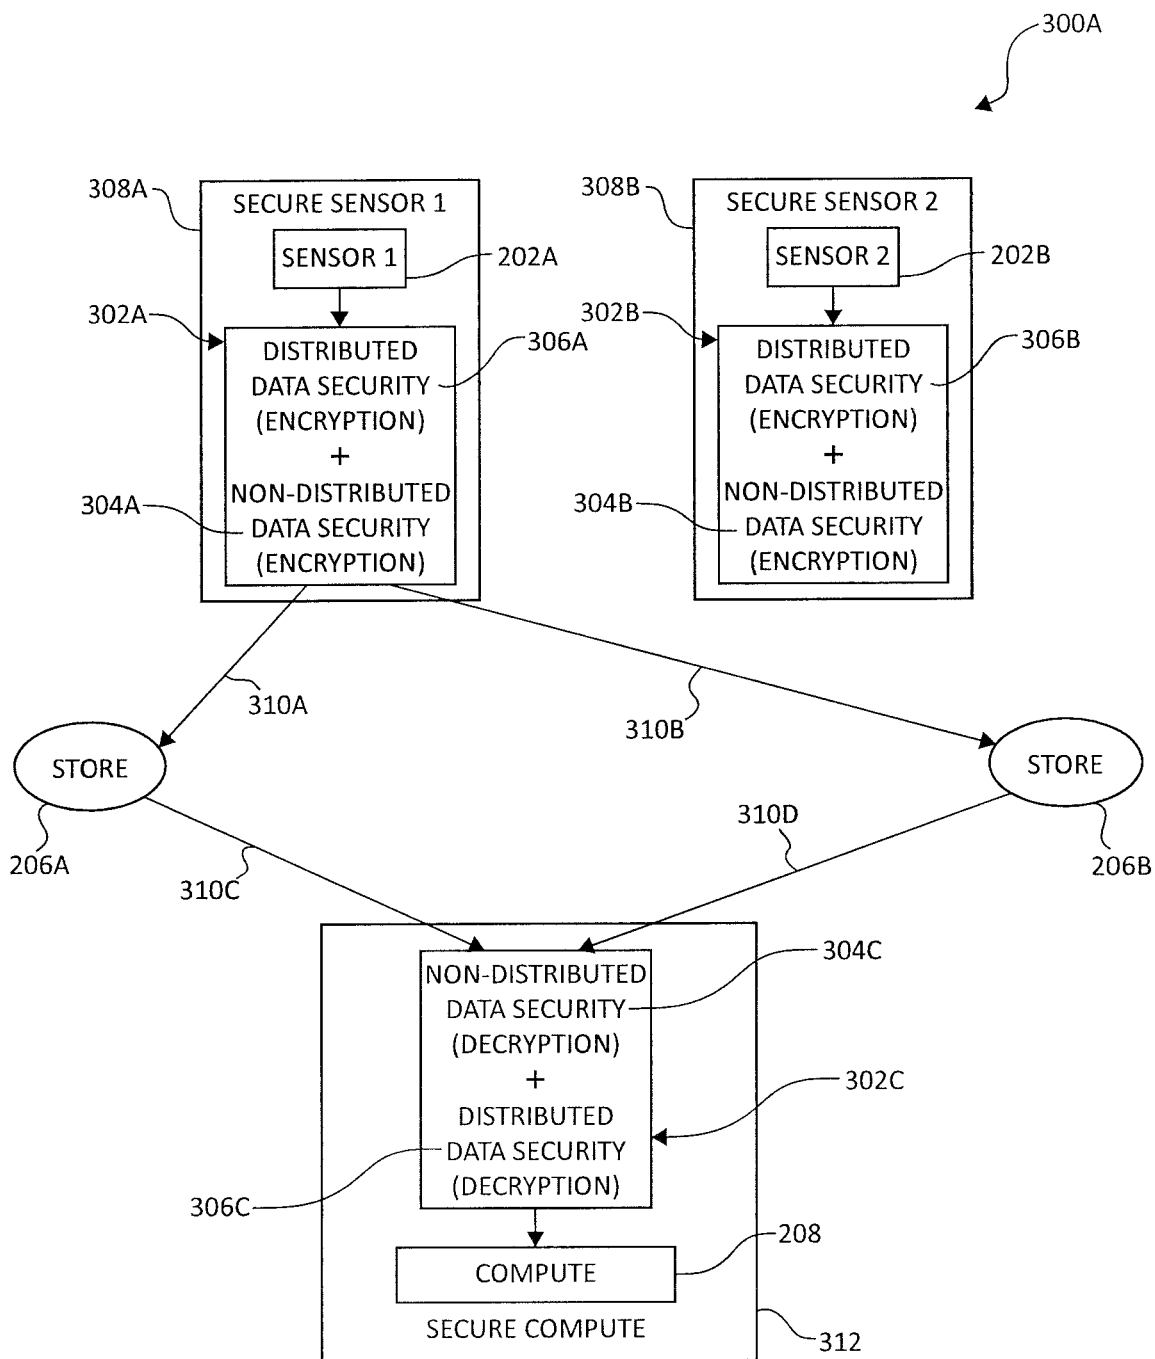 300A
308A
SECURE SENSOR 1
SENSOR 1
202A
302A
DISTRIBUTED
DATA SECURITY
(ENCRYPTION)
+
NON-DISTRIBUTED
DATA SECURITY
(ENCRYPTION)
306A
304A
308B
SECURE SENSOR 2
SENSOR 2
202B
302B
DISTRIBUTED
DATA SECURITY
(ENCRYPTION)
+
NON-DISTRIBUTED
DATA SECURITY
(ENCRYPTION)
306B
304B
310A
310B
STORE
206A
STORE
206B
310C
310D
NON-DISTRIBUTED
DATA SECURITY
(DECRYPTION)
+
DISTRIBUTED
DATA SECURITY
(DECRYPTION)
304C
302C
306C
COMPUTE
208
SECURE COMPUTE
312